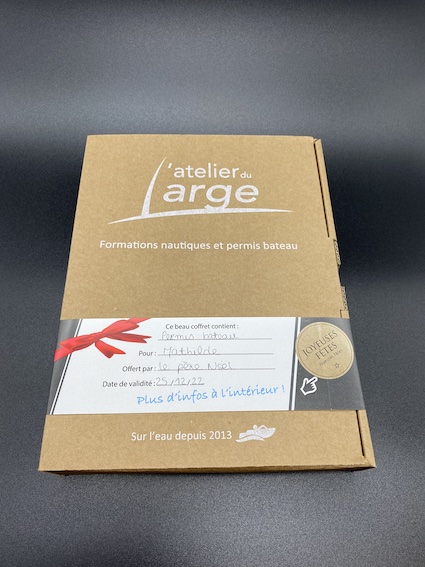 l'atelier du
Large
Formations nautiques et permis bateau
Ce beau coffret contient :
Permis bateau
Pour : Mathilde
Offert par : le père Noël
Date de validité : 25/12/22
Plus d'infos à l'intérieur !
JOYEUSES
FÊTES
Sur l'eau depuis 2013